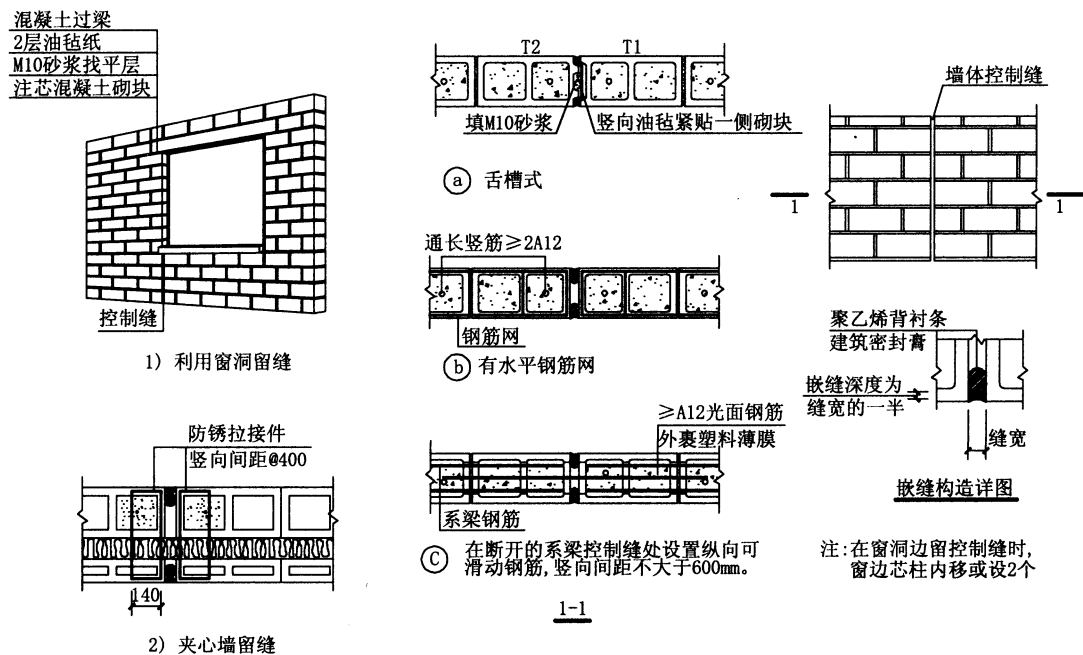 混凝土过梁
2层油毡纸
M10砂浆找平层
注芯混凝土砌块
控制缝
1) 利用窗洞留缝
防锈拉接件
竖向间距@400
140
2) 夹心墙留缝
T2
T1
填M10砂浆
竖向油毡紧贴一侧砌块
a 舌槽式
通长竖筋≥2A12
钢筋网
b 有水平钢筋网
≥A12光面钢筋
外裹塑料薄膜
系梁钢筋
C 在断开的系梁控制缝处设置纵向可
滑动钢筋,竖向间距不大于600mm。
1-1
墙体控制缝
1
1
聚乙烯背衬条
建筑密封膏
嵌缝深度为
缝宽的一半
缝宽
嵌缝构造详图
注:在窗洞边留控制缝时,
窗边芯柱内移或设2个